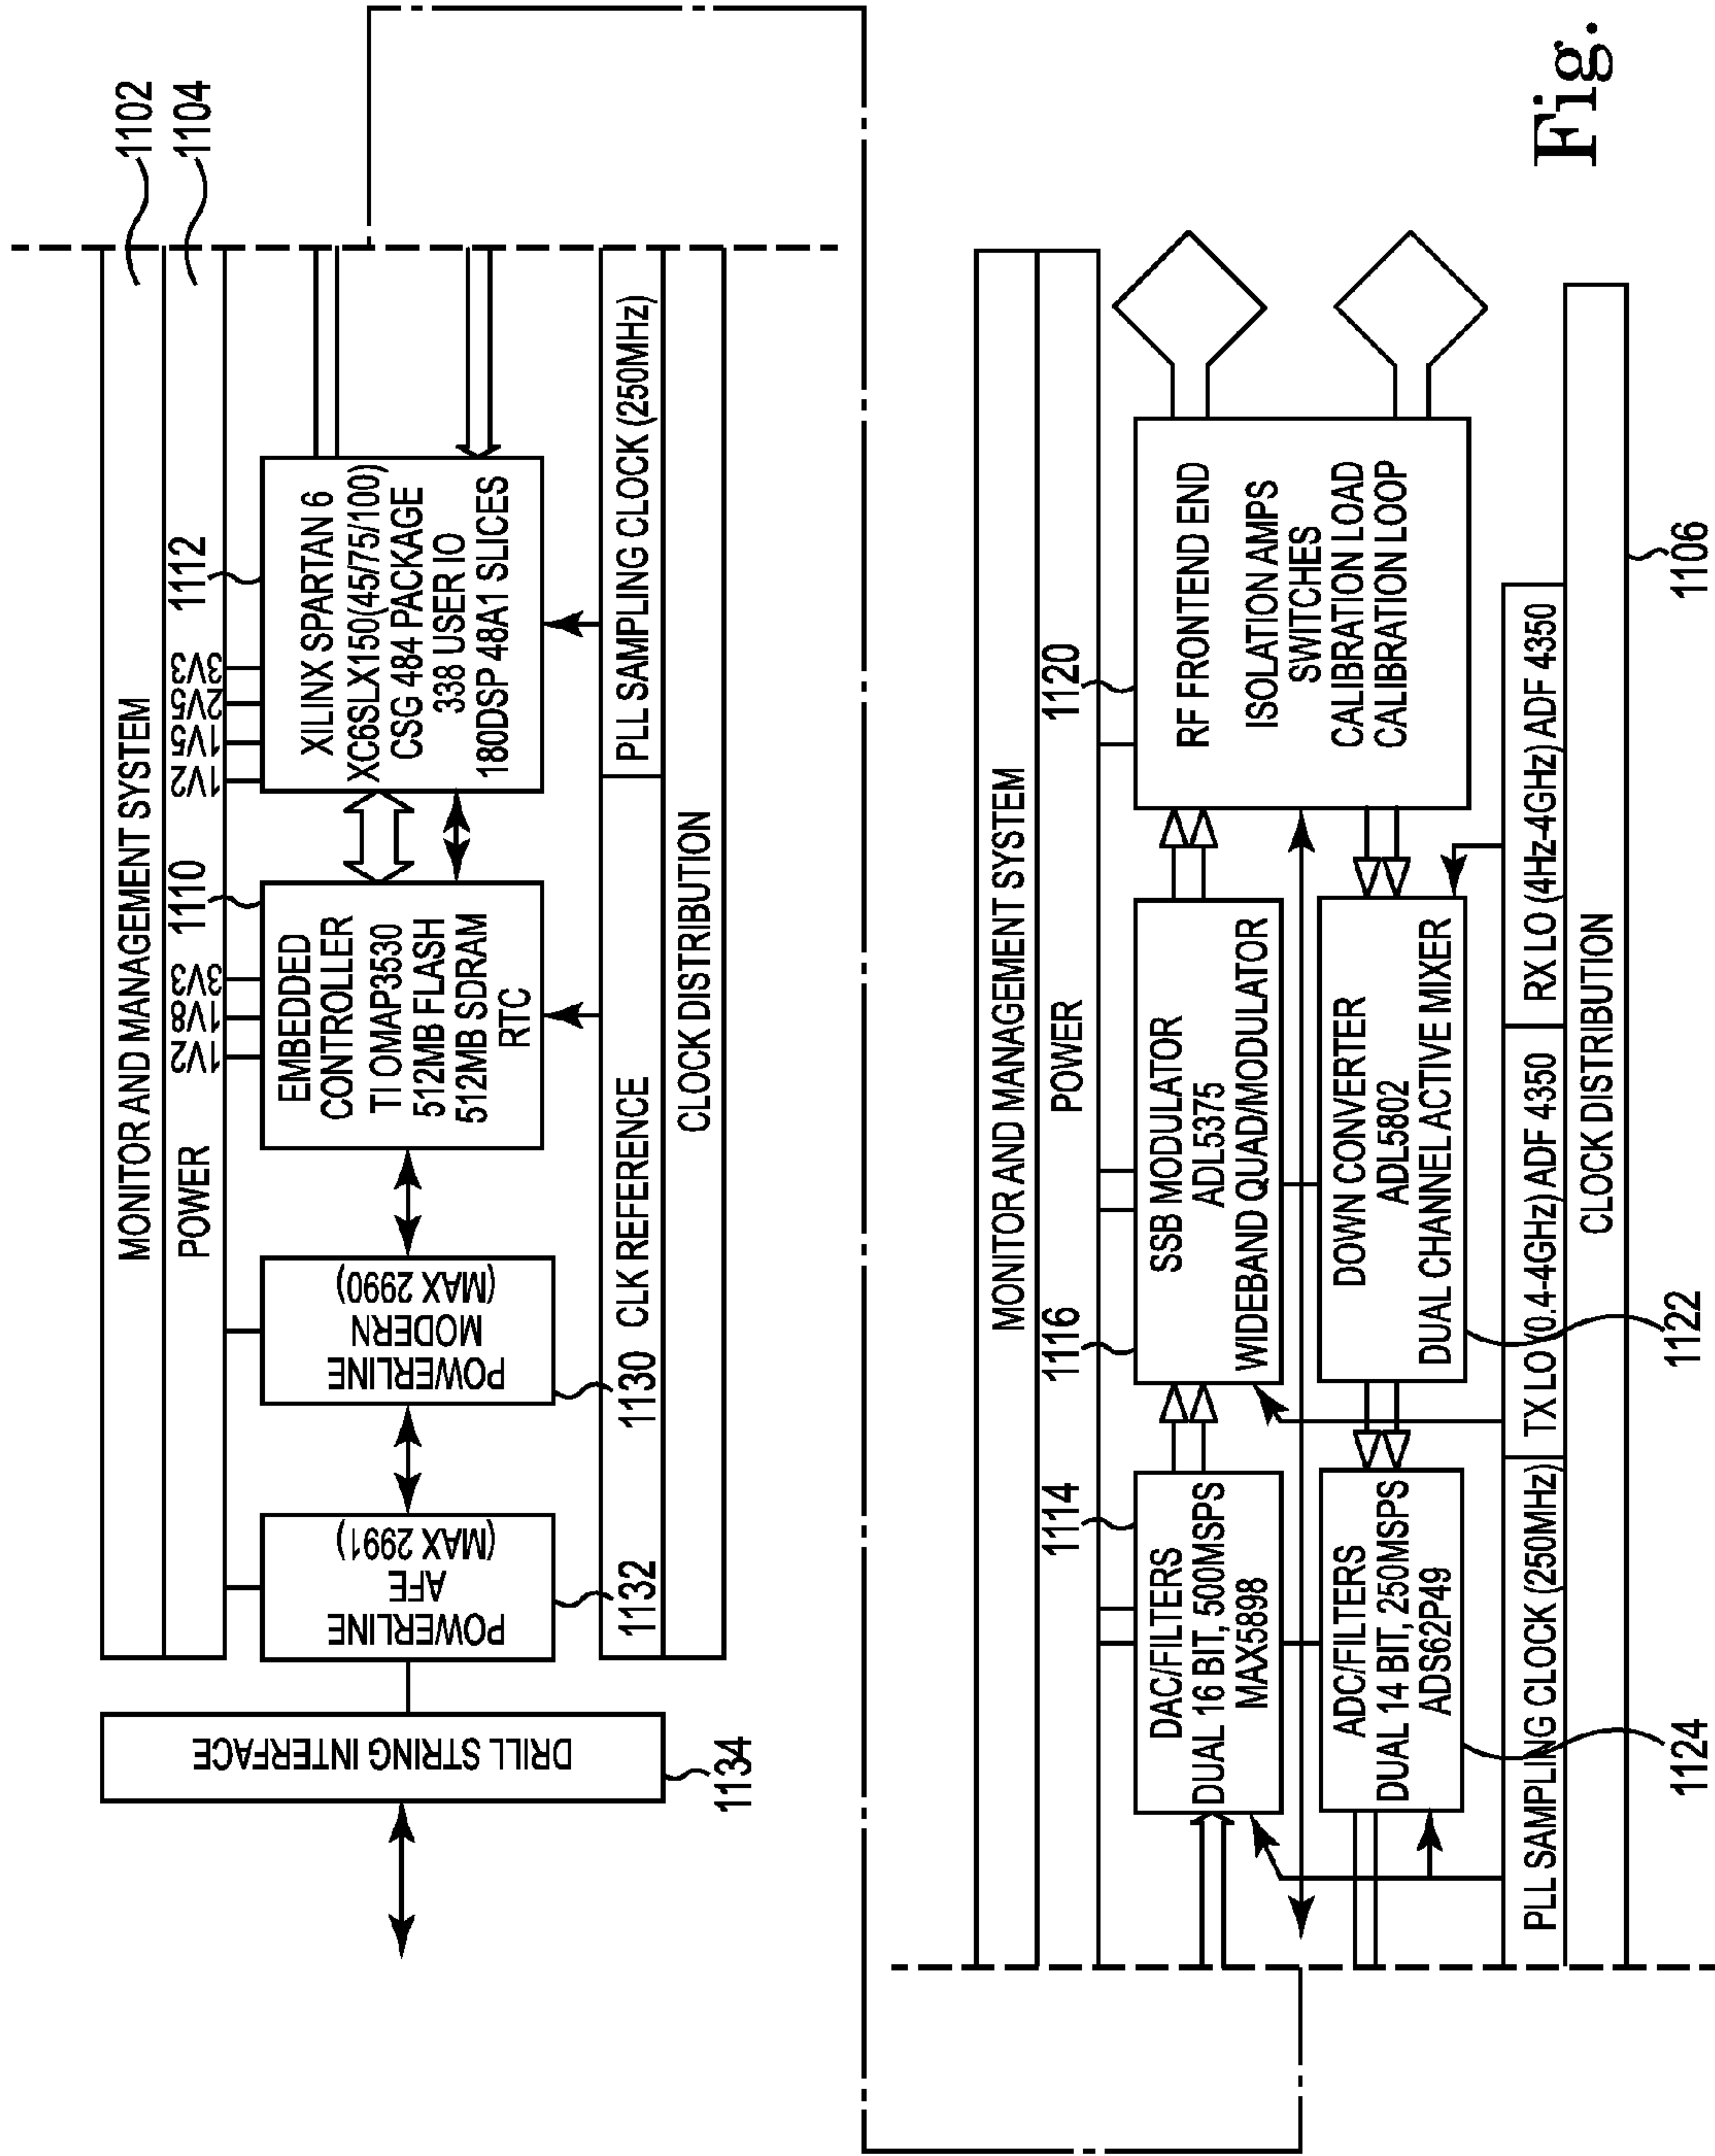 1102
1104
MONITOR AND MANAGEMENT SYSTEM
POWER
1V2
1V8
3V3
1110
1V2
1V5
2V5
3V3
1112
DRILL STRING INTERFACE
1134
POWERLINE
AFE
(MAX 2991)
1132
POWERLINE
MODERN
(MAX 2990)
1130
EMBEDDED
CONTROLLER
TI OMAP3530
512MB FLASH
512MB SDRAM
RTC
XILINX SPARTAN 6
XC6SLX150(45/75/100)
CSG 484 PACKAGE
338 USER IO
180DSP 48A1 SLICES
CLK REFERENCE
PLL SAMPLING CLOCK (250MHz)
CLOCK DISTRIBUTION
MONITOR AND MANAGEMENT SYSTEM
POWER
1114
DAC/FILTERS
DUAL 16 BIT, 500MSPS
MAX5898
1116
SSB MODULATOR
ADL5375
WIDEBAND QUAD/MODULATOR
1120
RF FRONTEND END
ISOLATION AMPS
SWITCHES
CALIBRATION LOAD
CALIBRATION LOOP
ADC/FILTERS
DUAL 14 BIT, 250MSPS
ADS62P49
1124
DOWN CONVERTER
ADL5802
DUAL CHANNEL ACTIVE MIXER
1122
PLL SAMPLING CLOCK (250MHz)
TX LO (0.4-4GHz) ADF 4350
RX LO (4Hz-4GHz) ADF 4350
CLOCK DISTRIBUTION
1106
Fig.